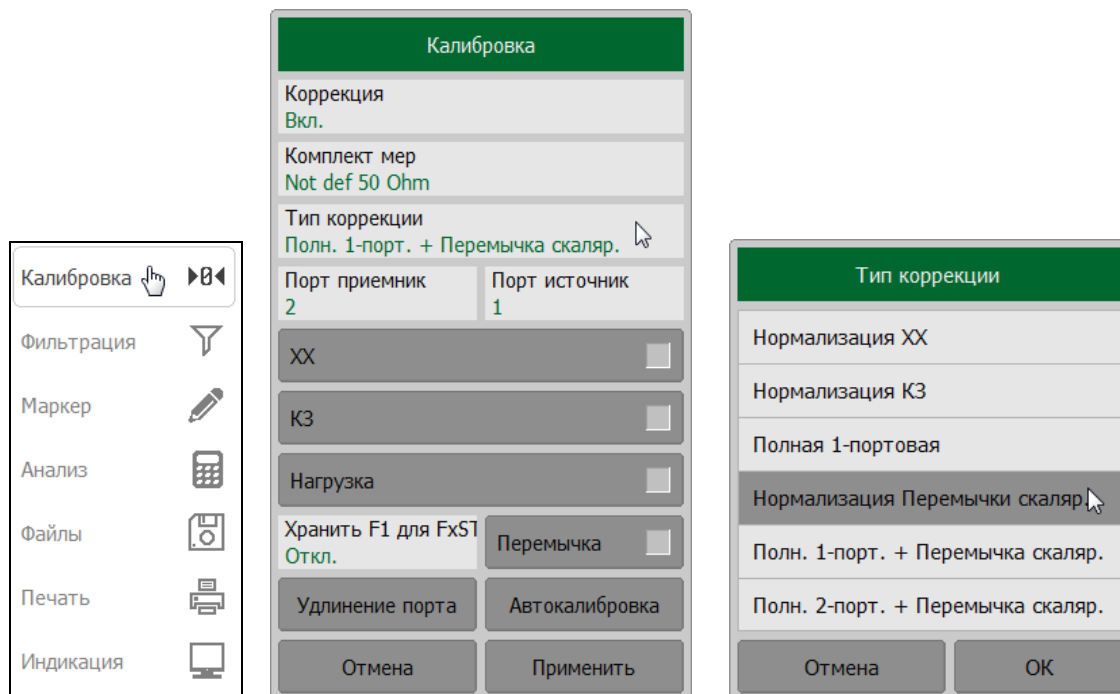 Калибровка
Фильтрация
Маркер
Анализ
Файлы
Печать
Индикация
Калибровка
Коррекция
Вкл.
Комплект мер
Not def 50 Ohm
Тип коррекции
Полн. 1-порт. + Перемычка скаляр.
Порт приемник
2
Порт источник
1
ХХ
КЗ
Нагрузка
Хранить F1 для FxST
Откл.
Перемычка
Удлинение порта
Автокалибровка
Отмена
Применить
Тип коррекции
Нормализация ХХ
Нормализация КЗ
Полная 1-портовая
Нормализация Перемычки скаляр.
Полн. 1-порт. + Перемычка скаляр.
Полн. 2-порт. + Перемычка скаляр.
Отмена
ОК